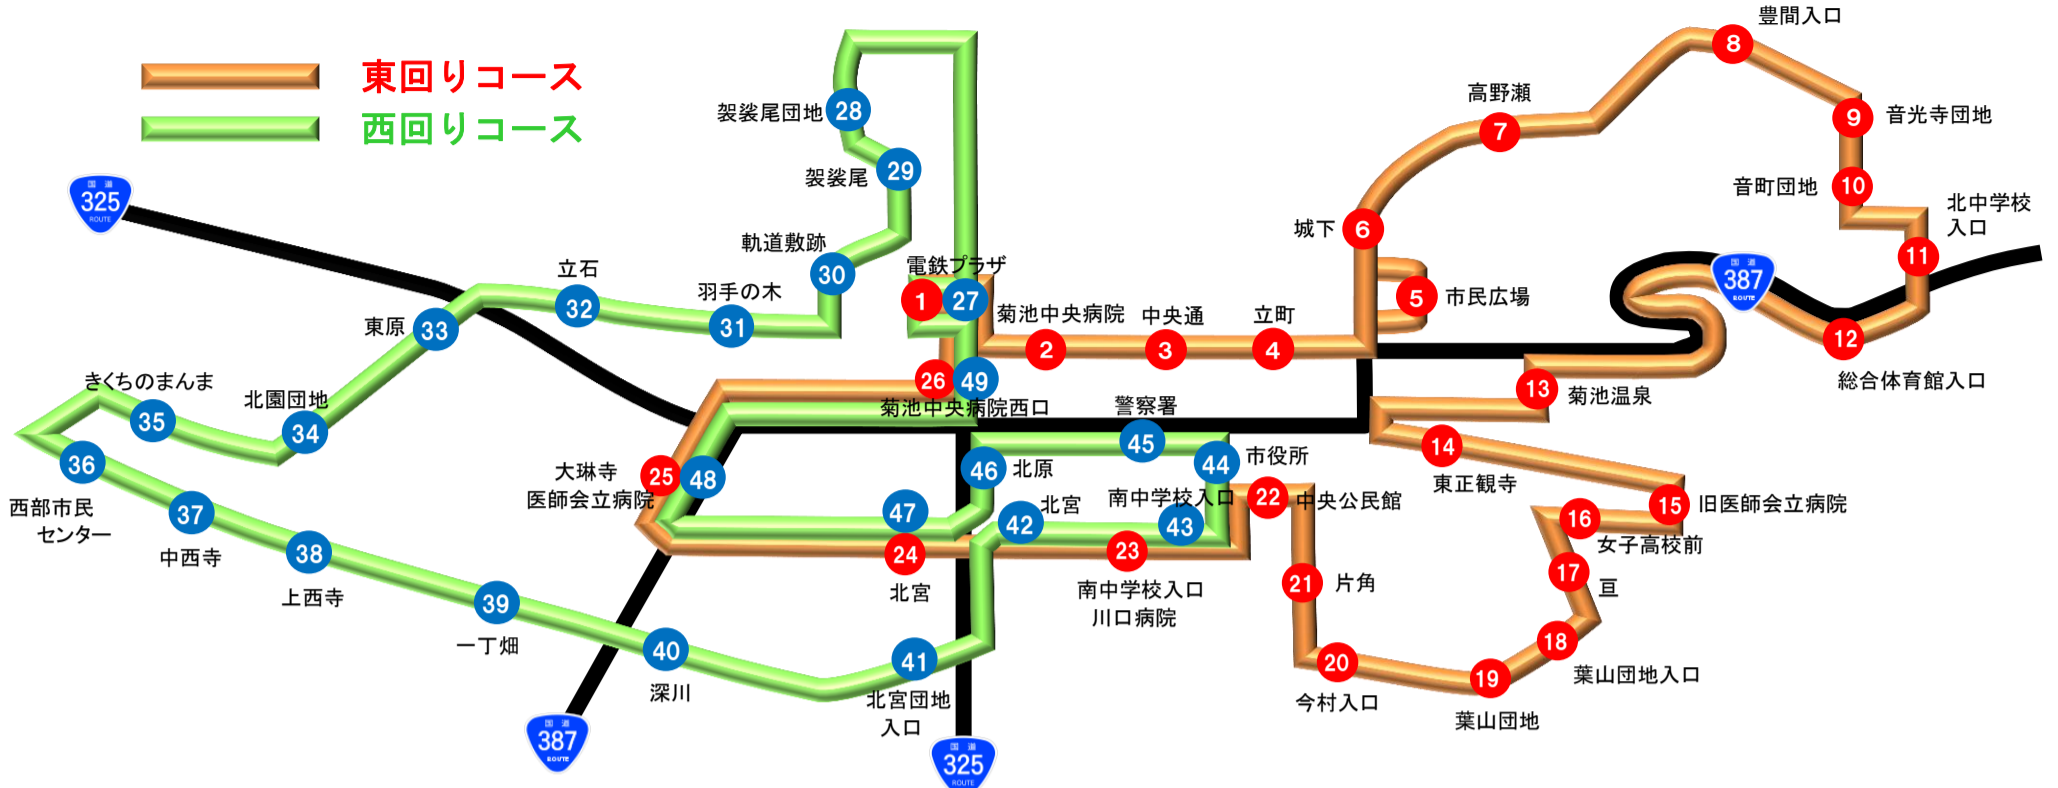 東回りコース
西回りコース
国道
325
ROUTE
国道
387
ROUTE
国道
387
ROUTE
国道
325
ROUTE
電鉄プラザ
1
27
菊池中央病院
2
中央通
3
立町
4
市民広場
5
城下
6
高野瀬
7
豊間入口
8
音光寺団地
9
音町団地
10
北中学校
入口
11
総合体育館入口
12
菊池温泉
13
東正観寺
14
旧医師会立病院
15
女子高校前
16
亘
17
葉山団地入口
18
葉山団地
19
今村入口
20
片角
21
中央公民館
22
南中学校入口
川口病院
23
北宮
24
大琳寺
医師会立病院
25
48
菊池中央病院西口
26
49
袈裟尾団地
28
袈裟尾
29
軌道敷跡
30
羽手の木
31
立石
32
東原
33
北園団地
34
きくちのまんま
35
西部市民
センター
36
中西寺
37
上西寺
38
一丁畑
39
深川
40
北宮団地
入口
41
北宮
42
南中学校入口
43
市役所
44
警察署
45
北原
46
47